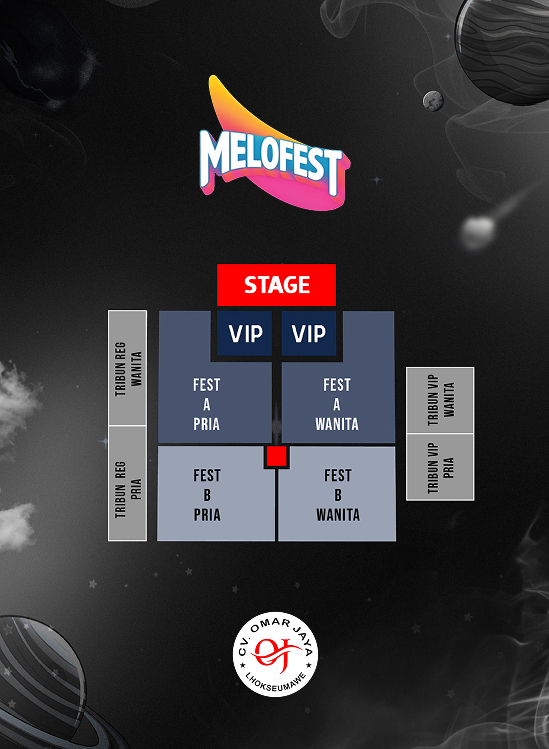 MELOFEST
STAGE
VIP
VIP
FEST
A
PRIA
FEST
A
WANITA
FEST
B
PRIA
FEST
B
WANITA
TRIBUN REG
WANITA
TRIBUN REG
PRIA
TRIBUN VIP
WANITA
TRIBUN VIP
PRIA
CV. OMAR JAYA
OJ
LHOKSEUMAWE